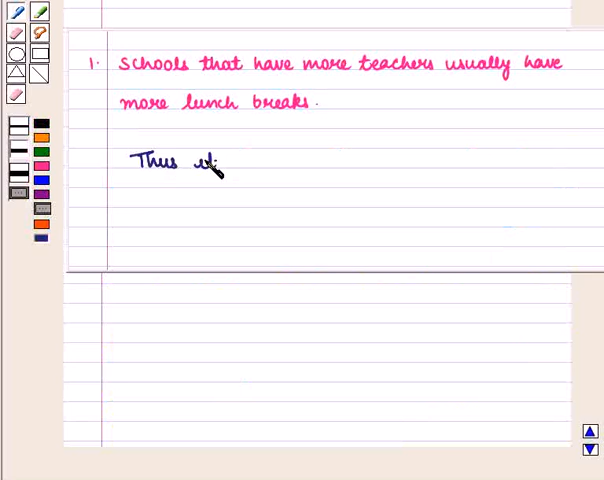 1. Schools that have more teachers usually have
more lunch breaks.
Thus